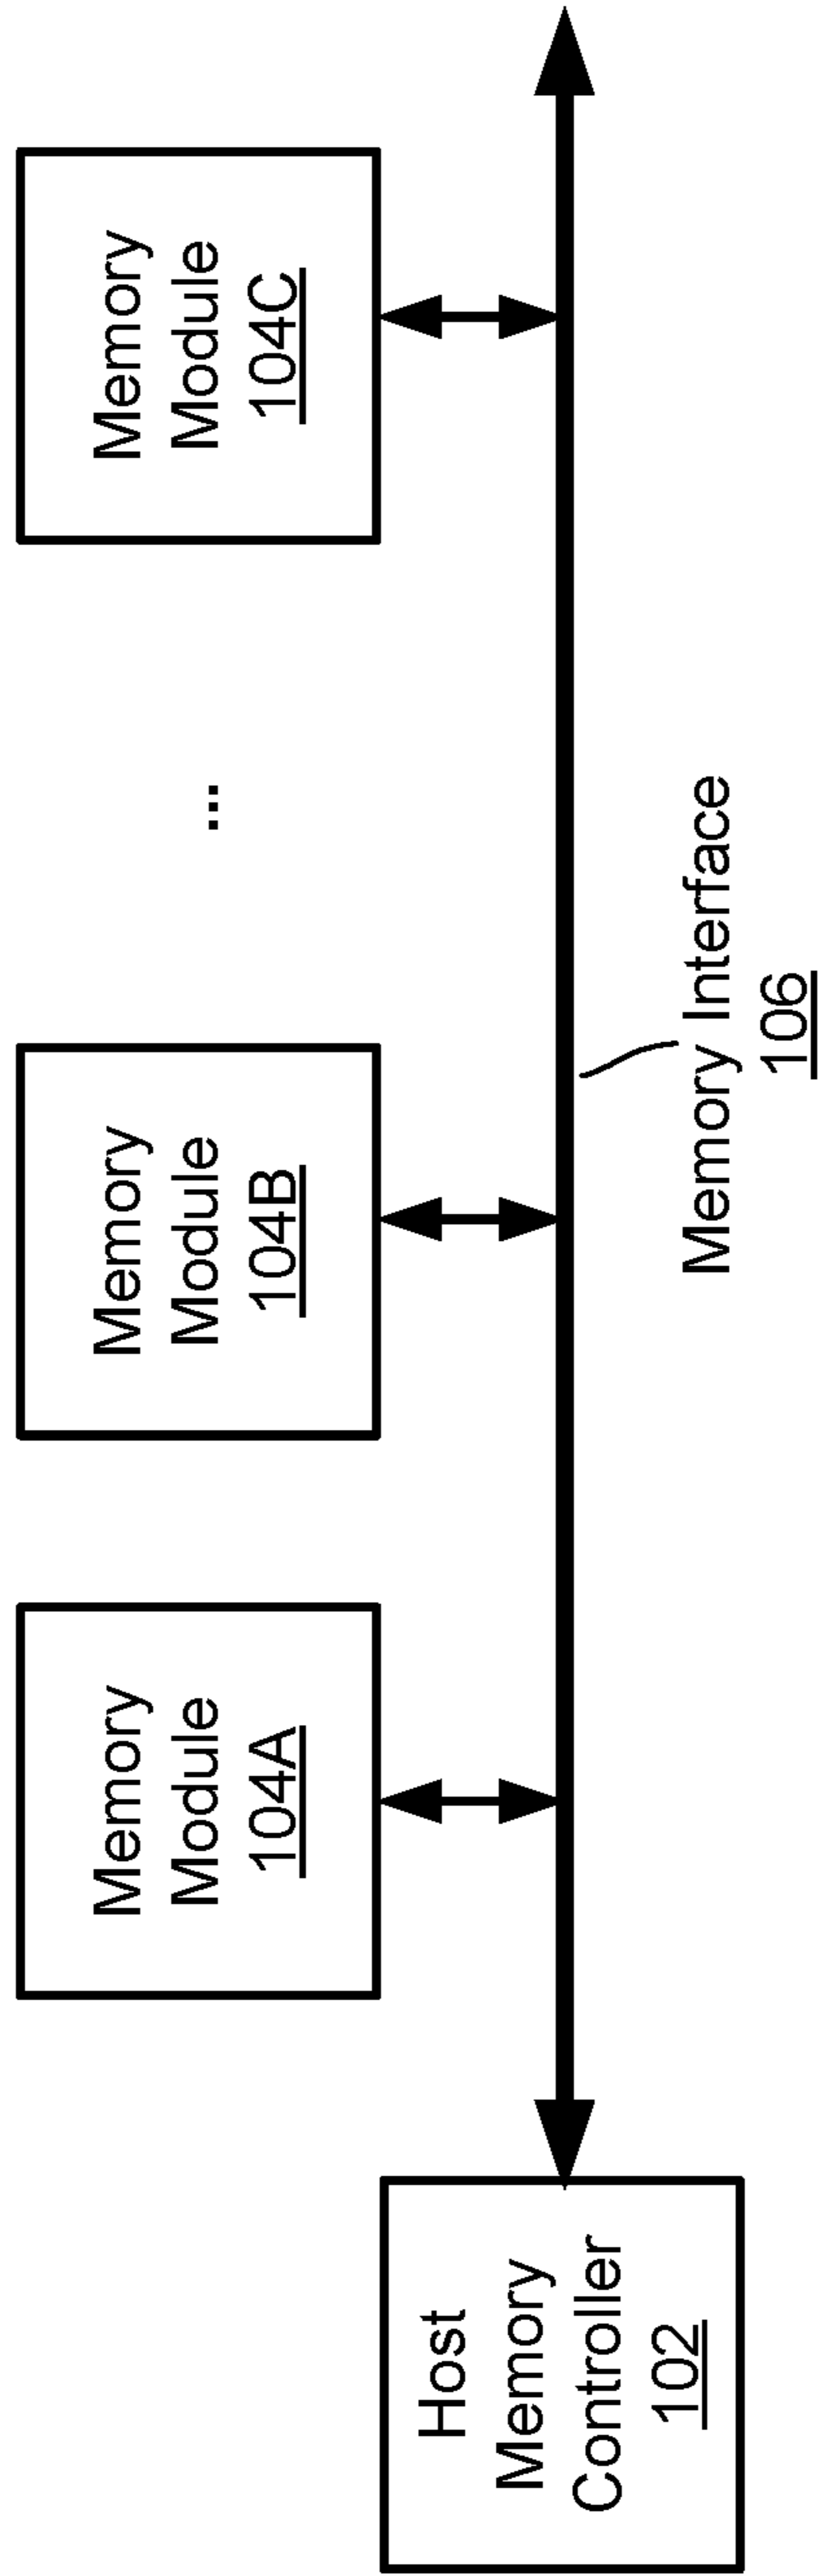 Memory
Module
104A
Memory
Module
104B
...
Memory
Module
104C
Host
Memory
Controller
102
Memory Interface
106